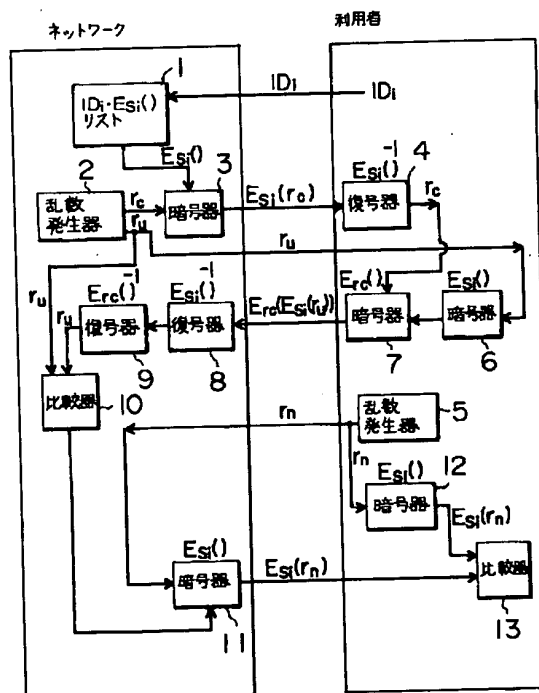 ネットワーク
利用者
1
IDi・ESi()
リスト
IDi
IDi
ESi()
2
乱数
発生器
rc
ru
3
暗号器
ESi(rc)
ESi()-1
4
復号器
rc
ru
ru
ru
Erc()-1
復号器
9
ESi()-1
復号器
8
Erc(ESi(ru))
Erc()
暗号器
7
ESi()
暗号器
6
比較器
10
rn
乱数
発生器
5
rn
ESi()
12
暗号器
ESi(rn)
ESi()
暗号器
11
ESi(rn)
比較器
13